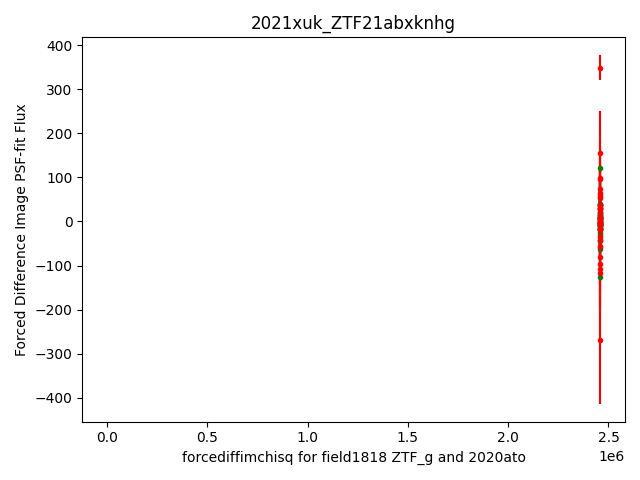 2021xuk_ZTF21abxknhg
Forced Difference Image PSF-fit Flux
400
300
200
100
0
−100
−200
−300
−400
0.0 0.5 1.0 1.5 2.0 2.5
1e6
forcediffimchisq for field1818 ZTF_g and 2020ato